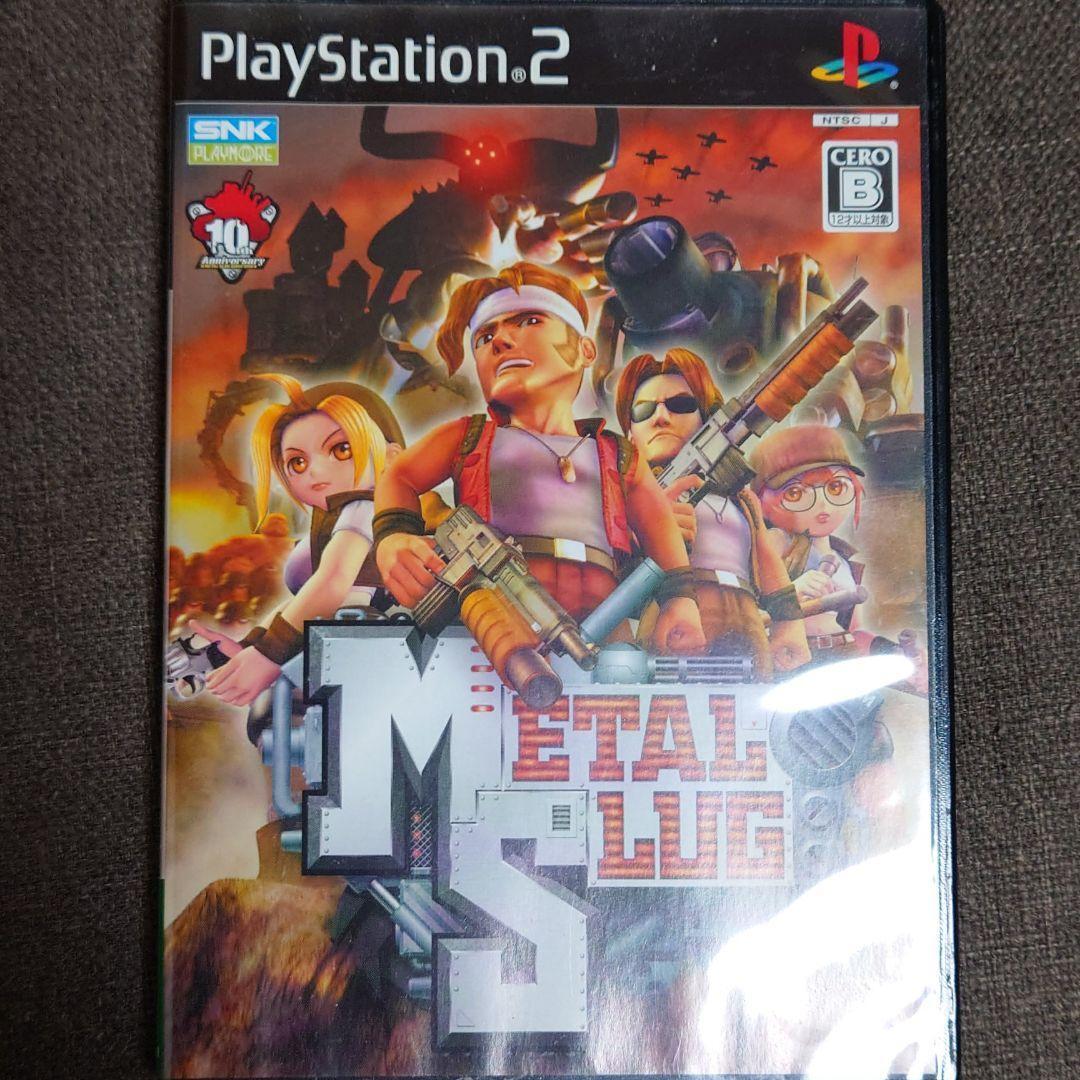 PlayStation®2
NTSC J
SNK
PLAYMORE
CERO
B
12才以上対象
10th
Anniversary
METAL
SLUG